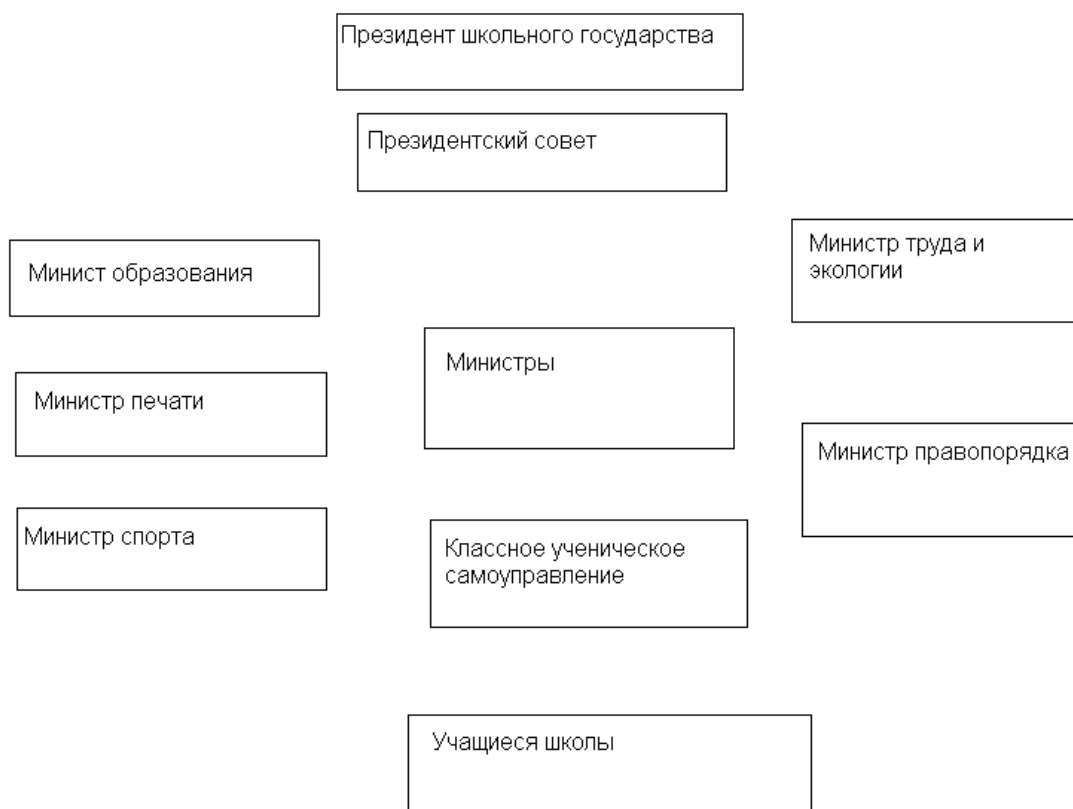 Президент школьного государства
Президентский совет
Министр труда и
экологии
Минист образования
Министры
Министр печати
Министр правопорядка
Министр спорта
Классное ученическое
самоуправление
Учащиеся школы